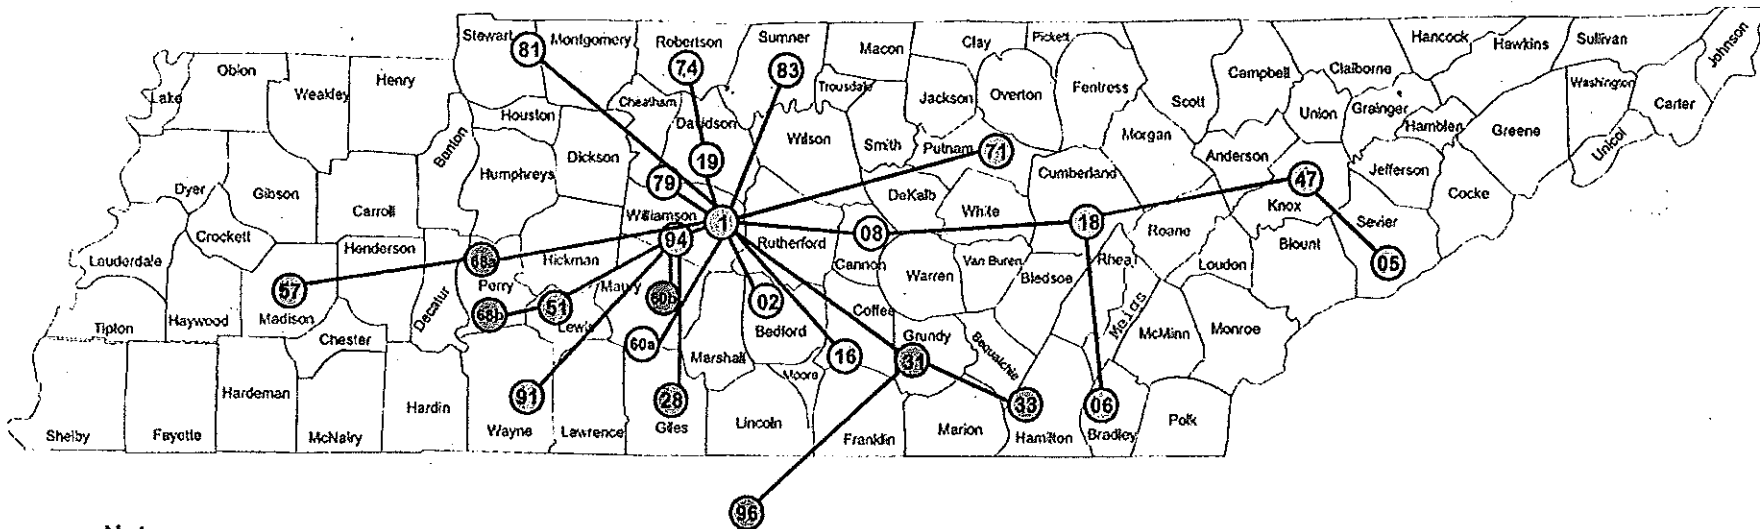 Stewart
Montgomery
Robertson
Sumner
Macon
Clay
Pickett
Hancock
Hawkins
Sullivan
Johnson
81
74
83
Obion
Henry
Campbell
Claiborne
Lake
Weakley
Cheatham
Trousdale
Jackson
Overton
Fentress
Scott
Union
Grainger
Washington
Carter
Houston
Davidson
Wilson
Hamblen
Greene
Unicoi
Benton
Dickson
Smith
Putnam
71
Morgan
Anderson
Jefferson
Dyer
Gibson
Humphreys
19
79
DeKalb
Cumberland
47
Knox
Cocke
Carroll
Williamson
1
White
18
Sevier
Crockett
Henderson
94
Rutherford
08
Roane
Blount
Lauderdale
68a
Hickman
Cannon
Warren
Van Buren
Bledsoe
Rhea
Loudon
05
57
Madison
Perry
68b
51
Lewis
Maury
60b
02
Bedford
Coffee
Meigs
McMinn
Monroe
Tipton
Haywood
Decatur
Chester
60a
Marshall
16
Grundy
31
Sequatchie
Moore
Hardeman
Hardin
91
28
33
06
Shelby
Fayette
McNairy
Wayne
Lawrence
Giles
Lincoln
Franklin
Marion
Hamilton
Bradley
Polk
96